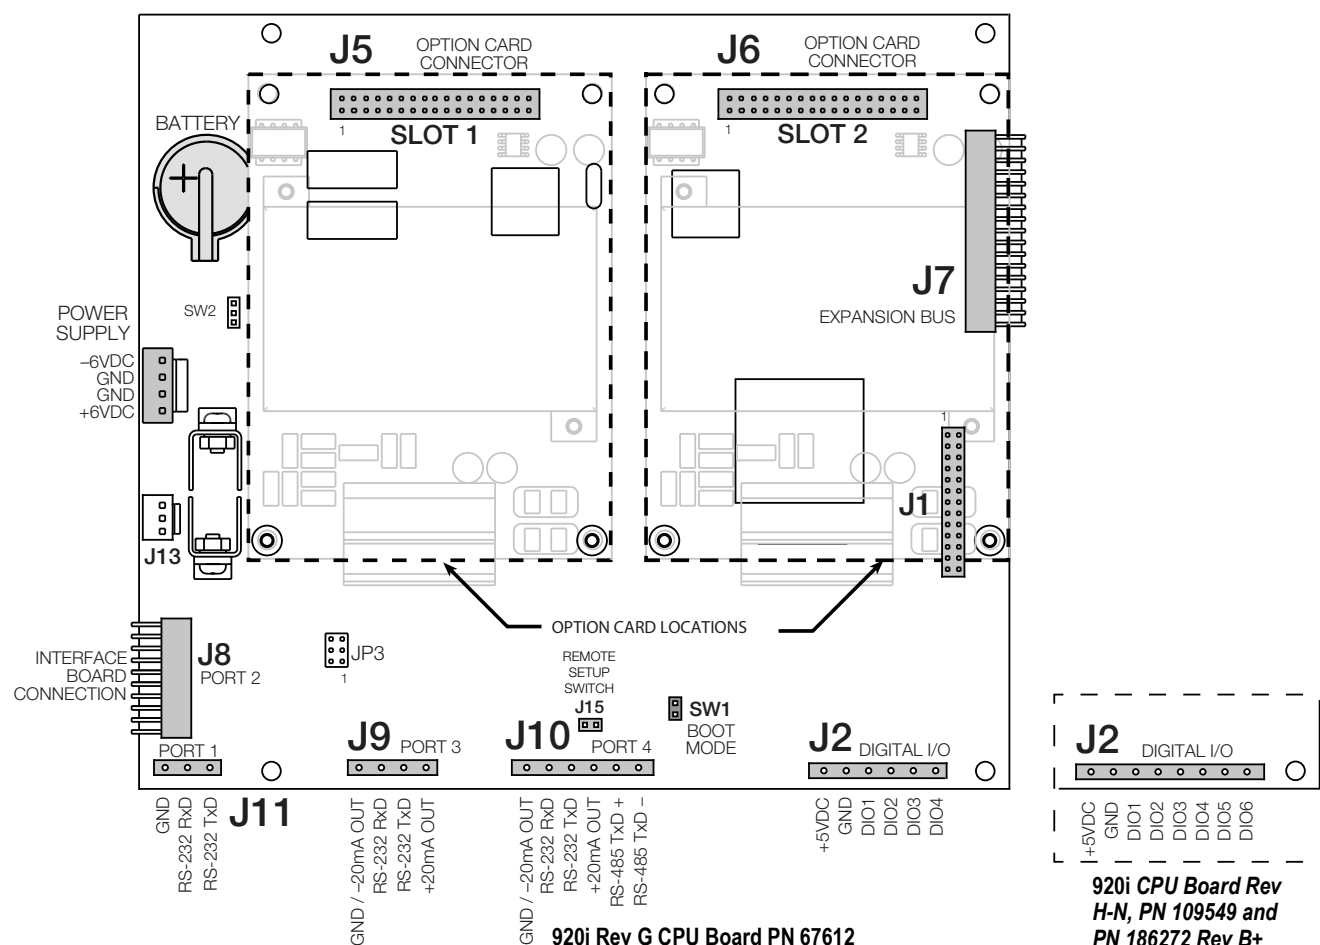 J5
OPTION CARD
CONNECTOR
J6
OPTION CARD
CONNECTOR
1
SLOT 1
1
SLOT 2
BATTERY
+
SW2
J7
EXPANSION BUS
POWER
SUPPLY
–6VDC
GND
GND
+6VDC
1
J1
J13
OPTION CARD LOCATIONS
INTERFACE
BOARD
CONNECTION
J8
PORT 2
JP3
1
REMOTE
SETUP
SWITCH
J15
SW1
BOOT
MODE
PORT 1
J9 PORT 3
J10 PORT 4
J2 DIGITAL I/O
J2 DIGITAL I/O
J11
GND
RS-232 RxD
RS-232 TxD
GND / –20mA OUT
RS-232 RxD
RS-232 TxD
+20mA OUT
GND / –20mA OUT
RS-232 RxD
RS-232 TxD
+20mA OUT
RS-485 TxD +
RS-485 TxD –
+5VDC
GND
DIO1
DIO2
DIO3
DIO4
+5VDC
GND
DIO1
DIO2
DIO3
DIO4
DIO5
DIO6
920i Rev G CPU Board PN 67612
920i CPU Board Rev
H-N, PN 109549 and
PN 186272 Rev B+